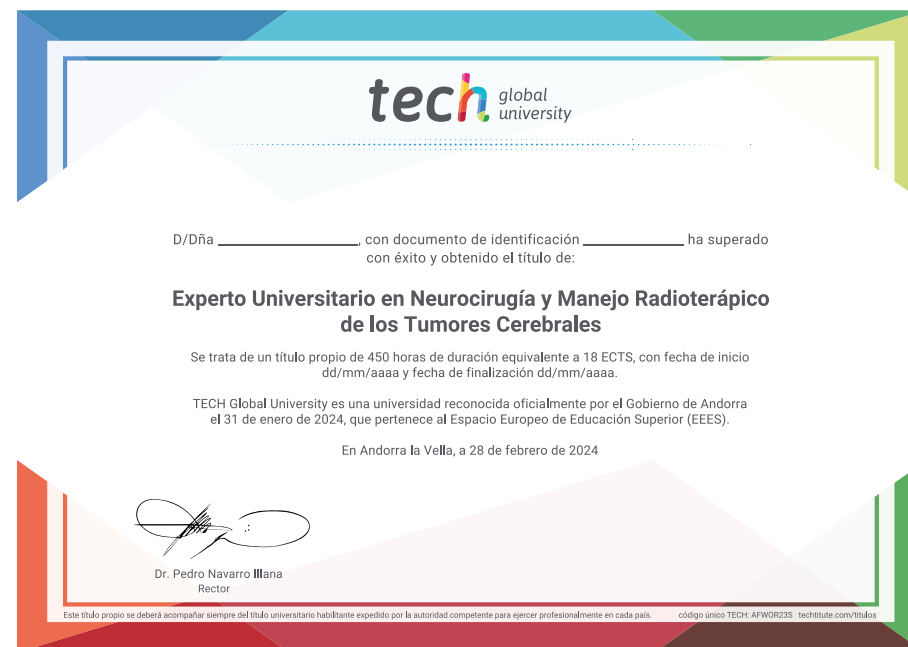 tech global university
D/Dña ____________________, con documento de identificación ______________ ha superado
con éxito y obtenido el título de:
Experto Universitario en Neurocirugía y Manejo Radioterápico
de los Tumores Cerebrales
Se trata de un título propio de 450 horas de duración equivalente a 18 ECTS, con fecha de inicio
dd/mm/aaaa y fecha de finalización dd/mm/aaaa.
TECH Global University es una universidad reconocida oficialmente por el Gobierno de Andorra
el 31 de enero de 2024, que pertenece al Espacio Europeo de Educación Superior (EEES).
En Andorra la Vella, a 28 de febrero de 2024
Dr. Pedro Navarro Illana
Rector
Este título propio se deberá acompañar siempre del título universitario habilitante expedido por la autoridad competente para ejercer profesionalmente en cada país. código único TECH: AFWOR23S techtitute.com/titulos